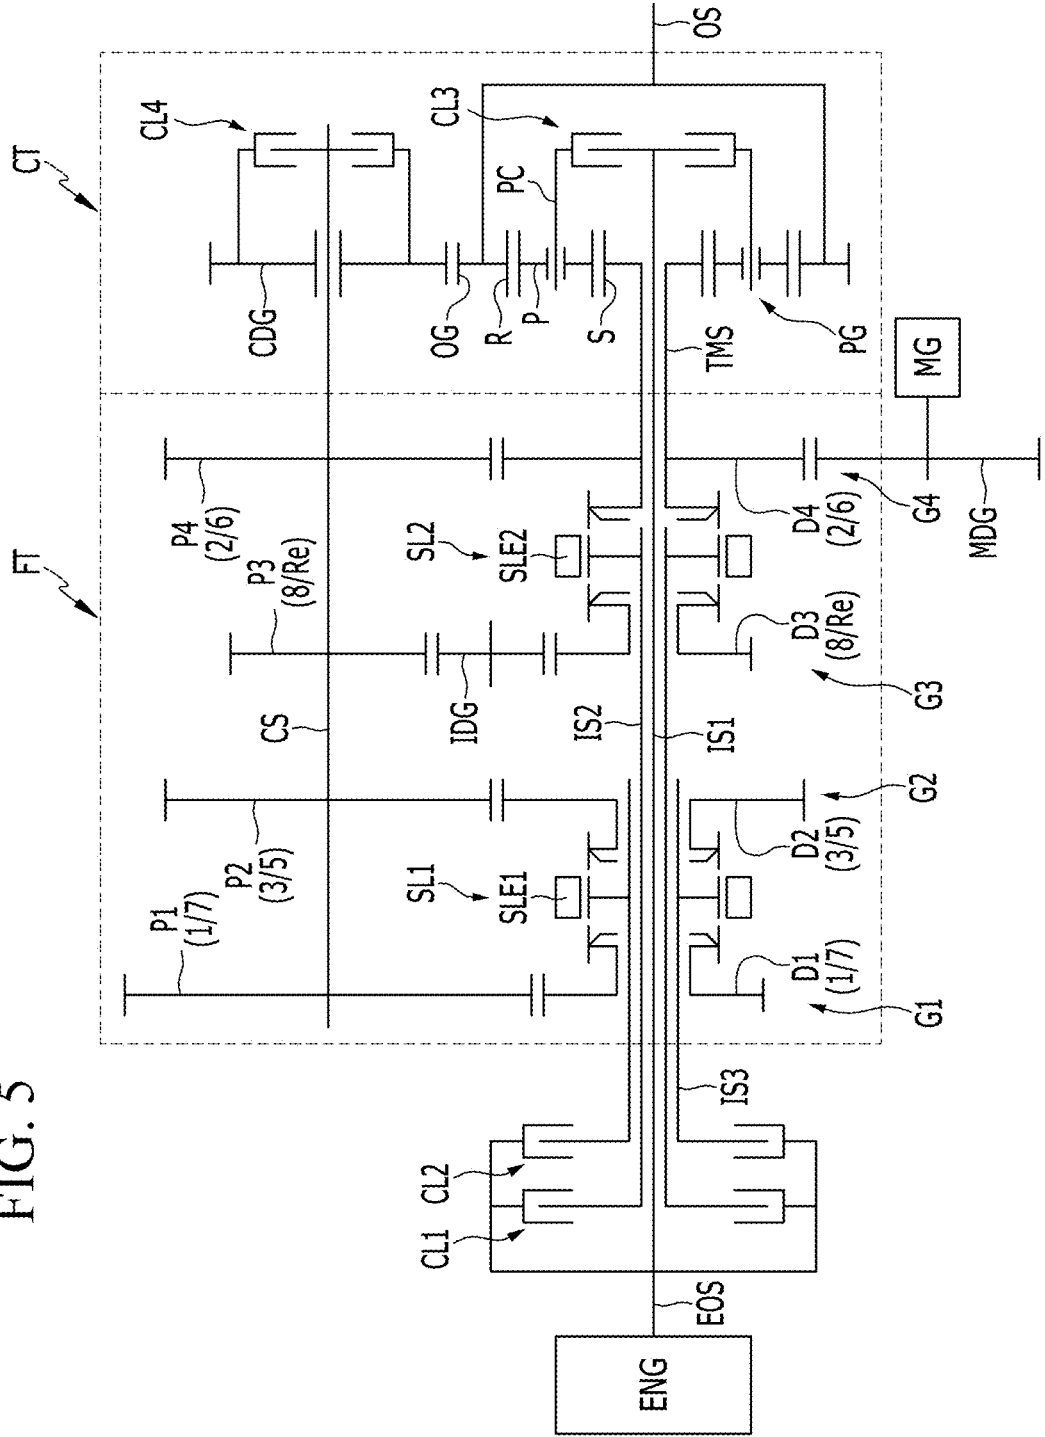 FIG. 5
FT
CT
P1
(1/7)
P2
(3/5)
P3
(8/Re)
P4
(2/6)
CL4
CS
CDG
CL3
SL1
SLE1
IDG
SL2
SLE2
OG
R
P
PC
S
OS
CL1
CL2
IS2
IS1
IS3
TMS
ENG
EOS
D1
(1/7)
D2
(3/5)
D3
(8/Re)
D4
(2/6)
PG
G1
G2
G3
G4
MG
MDG